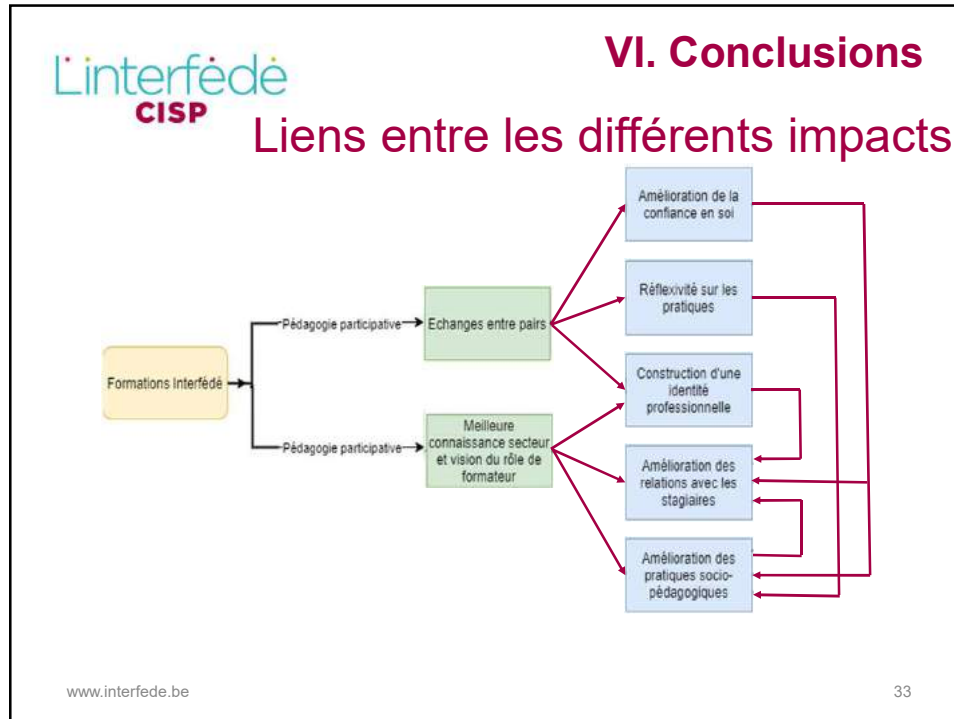 VI. Conclusions
L'interfédé
CISP
Liens entre les différents impacts
Amélioration de la
confiance en soi
Réflexivité sur les
pratiques
Pédagogie participative
Echanges entre pairs
Construction d'une
identité
professionnelle
Formations Interfédé
Pédagogie participative
Meilleure
connaissance secteur
et vision du rôle de
formateur
Amélioration des
relations avec les
stagiaires
Amélioration des
pratiques socio-
pédagogiques
www.interfede.be
33